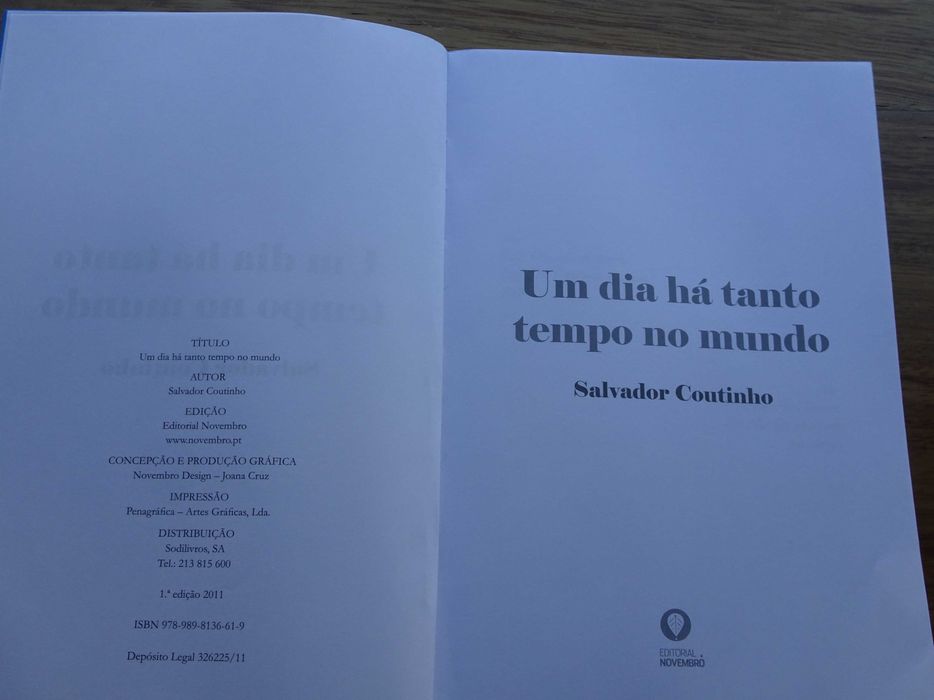 TÍTULO
Um dia há tanto tempo no mundo
AUTOR
Salvador Coutinho
EDIÇÃO
Editorial Novembro
www.novembro.pt
CONCEPÇÃO E PRODUÇÃO GRÁFICA
Novembro Design – Joana Cruz
IMPRESSÃO
Penagráfica – Artes Gráficas, Lda.
DISTRIBUIÇÃO
Sodilivros, SA
Tel.: 213 815 600
1.ª edição 2011
ISBN 978-989-8136-61-9
Depósito Legal 326225/11
Um dia há tanto
tempo no mundo
Salvador Coutinho
EDITORIAL
NOVEMBRO